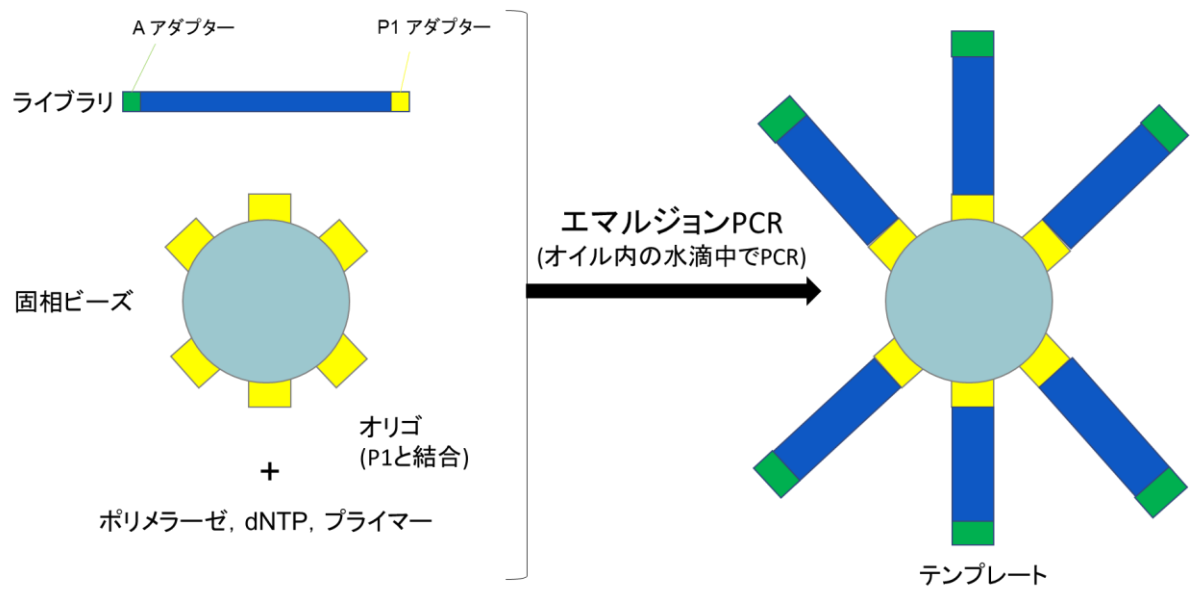 A アダプター
P1 アダプター
ライブラリ
固相ビーズ
オリゴ
(P1と結合)
+
ポリメラーゼ, dNTP, プライマー
エマルジョンPCR
(オイル内の水滴中でPCR)
テンプレート